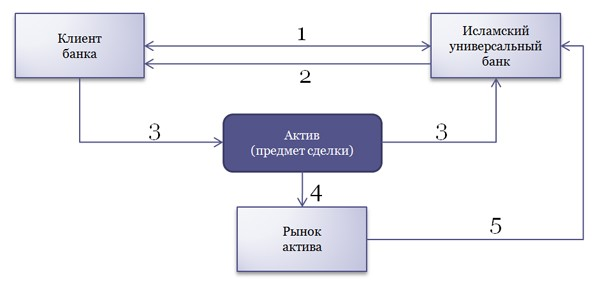 Клиент
банка
1
2
Исламский
универсальный
банк
3
Актив
(предмет сделки)
3
4
Рынок
актива
5